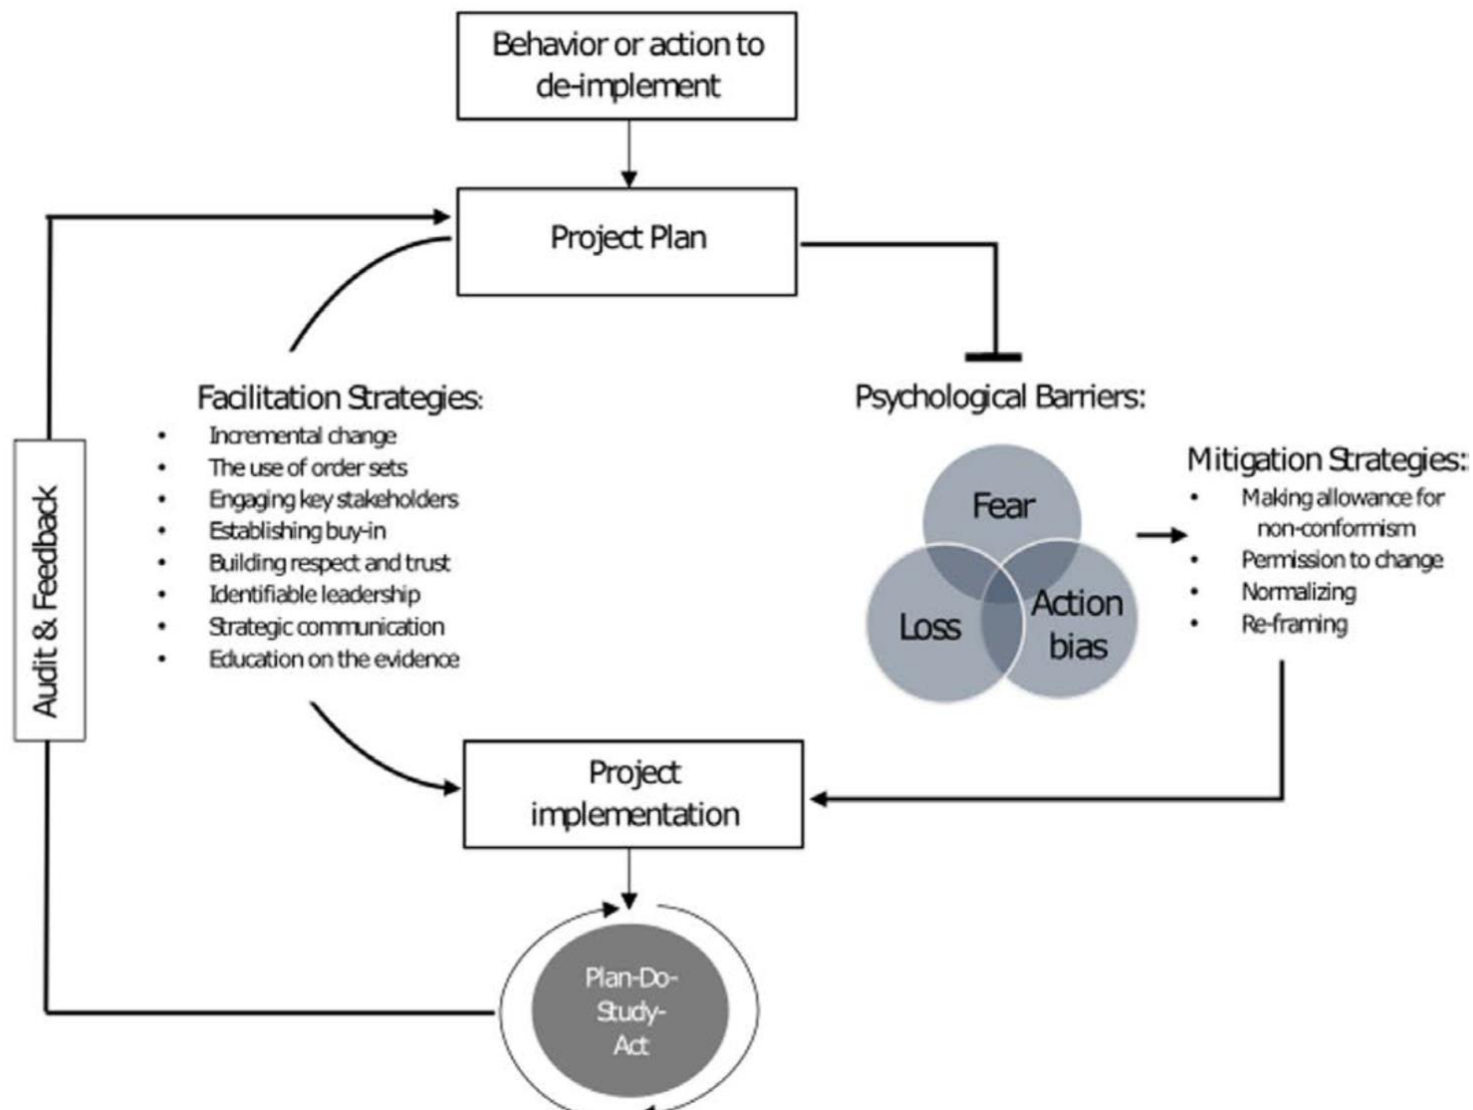 Behavior or action to
de-implement
Project Plan
Facilitation Strategies:
• Incremental change
• The use of order sets
• Engaging key stakeholders
• Establishing buy-in
• Building respect and trust
• Identifiable leadership
• Strategic communication
• Education on the evidence
Psychological Barriers:
Fear
Loss
Action
bias
Mitigation Strategies:
• Making allowance for
non-conformism
• Permission to change
• Normalizing
• Re-framing
Audit & Feedback
Project
implementation
Plan-Do-
Study-
Act